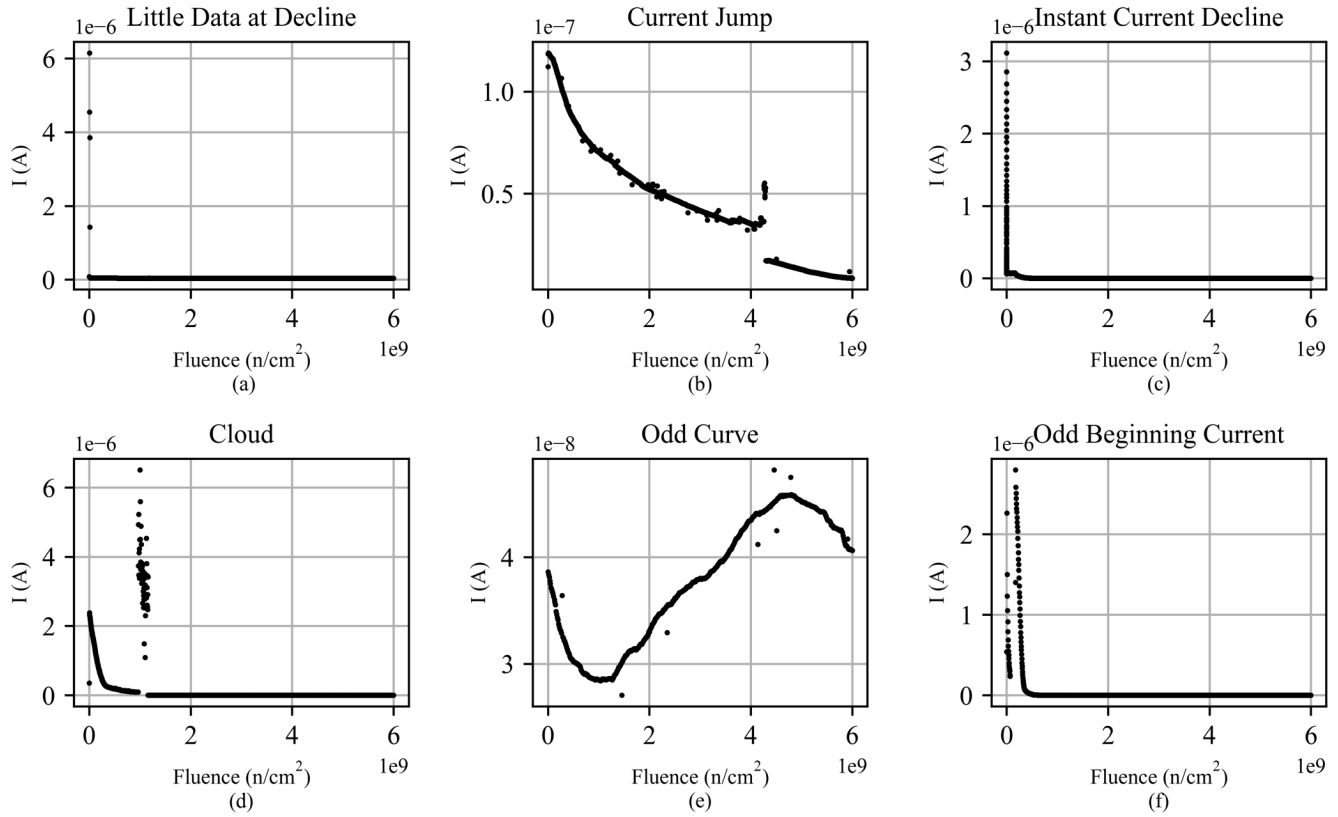 Little Data at Decline
1e−6
6
4
2
0
I (A)
0 2 4 6
1e9
Fluence (n/cm²)
(a)
Current Jump
1e−7
1.0
0.5
I (A)
0 2 4 6
1e9
Fluence (n/cm²)
(b)
Instant Current Decline
1e−6
3
2
1
0
I (A)
0 2 4 6
1e9
Fluence (n/cm²)
(c)
Cloud
1e−6
6
4
2
0
I (A)
0 2 4 6
1e9
Fluence (n/cm²)
(d)
Odd Curve
1e−8
4
3
I (A)
0 2 4 6
1e9
Fluence (n/cm²)
(e)
Odd Beginning Current
1e−6
2
1
0
I (A)
0 2 4 6
1e9
Fluence (n/cm²)
(f)